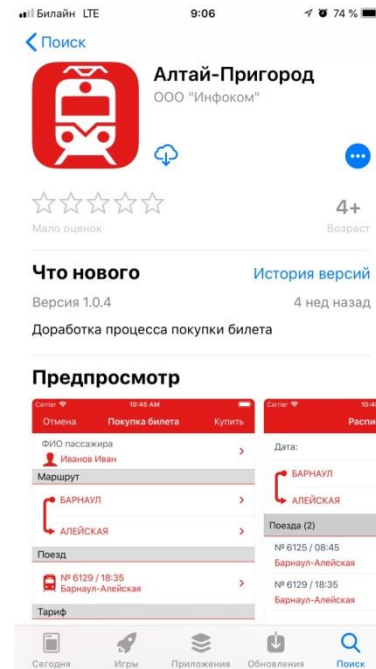 Билайн LTE 9:06 74 %
Поиск
Алтай-Пригород
ООО "Инфоком"
4+
Мало оценок Возраст
Что нового История версий
Версия 1.0.4 4 нед назад
Доработка процесса покупки билета
Предпросмотр
Carrier 10:45 AM
Отмена Покупка билета Купить
ФИО пассажира
Иванов Иван
Маршрут
БАРНАУЛ
АЛЕЙСКАЯ
Поезд
№ 6129 / 18:35
Барнаул-Алейская
Тариф
Carrier
Дата:
БАРНАУЛ
АЛЕЙСКАЯ
Поезда (2)
№ 6125 / 08:45
Барнаул-Алейская
№ 6129 / 18:35
Барнаул-Алейская
Сегодня Игры Приложения Обновления Поиск